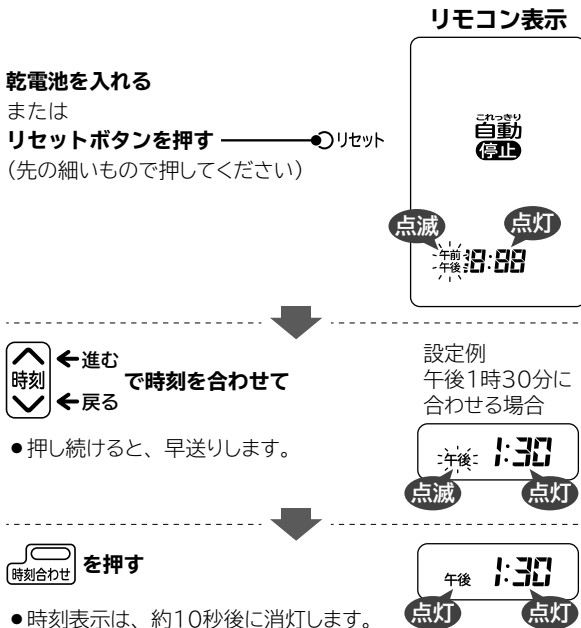 リモコン表示
乾電池を入れる
または
リセットボタンを押す
リセット
(先の細いもので押してください)
これっきり
自動
停止
点滅
点灯
午前
午後
18:88
進む
時刻
で時刻を合わせて
戻る
●押し続けると、早送りします。
設定例
午後1時30分に
合わせる場合
午後 1:30
点滅
点灯
時刻合わせ
を押す
●時刻表示は、約10秒後に消灯します。
午後 1:30
点灯
点灯